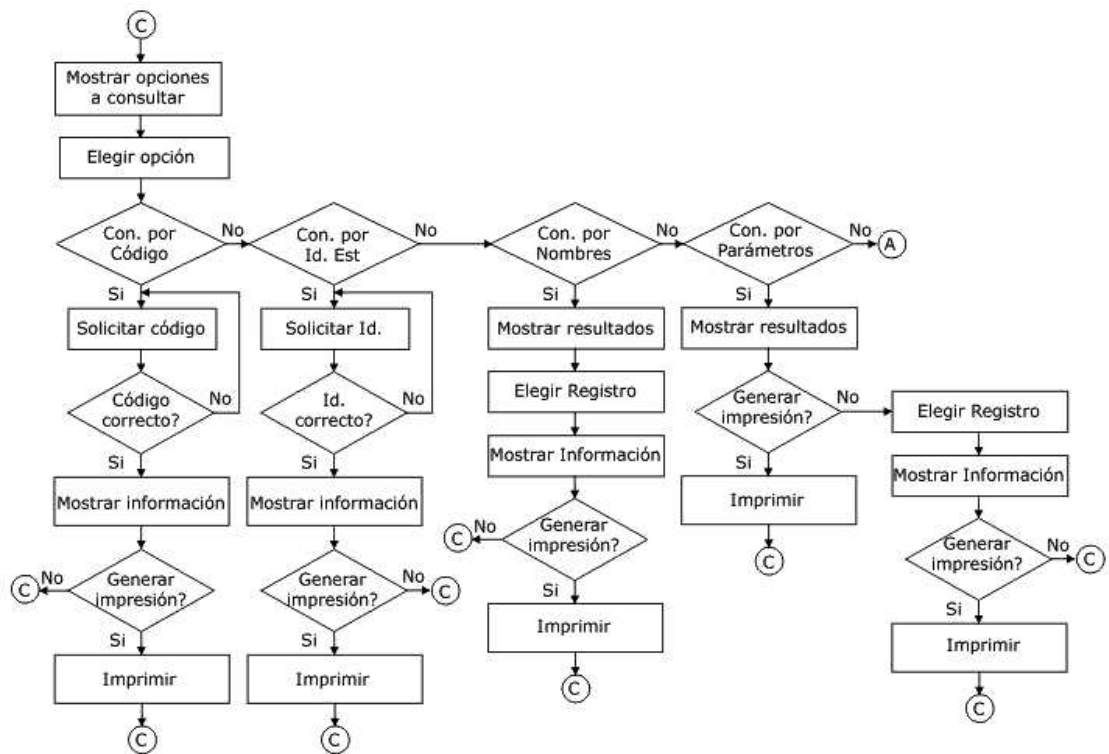 C
Mostrar opciones
a consultar
Elegir opción
Con. por
Código
No
Con. por
Id. Est
No
Con. por
Nombres
No
Con. por
Parámetros
No
A
Si
Solicitar código
Código
correcto?
No
Si
Mostrar información
Generar
impresión?
No
C
Si
Imprimir
C
Si
Solicitar Id.
Id.
correcto?
No
Si
Mostrar información
Generar
impresión?
No
C
Si
Imprimir
C
Si
Mostrar resultados
Elegir Registro
Mostrar Información
Generar
impresión?
No
C
Si
Imprimir
C
Si
Mostrar resultados
Generar
impresión?
No
Si
Imprimir
C
Elegir Registro
Mostrar Información
Generar
impresión?
No
C
Si
Imprimir
C